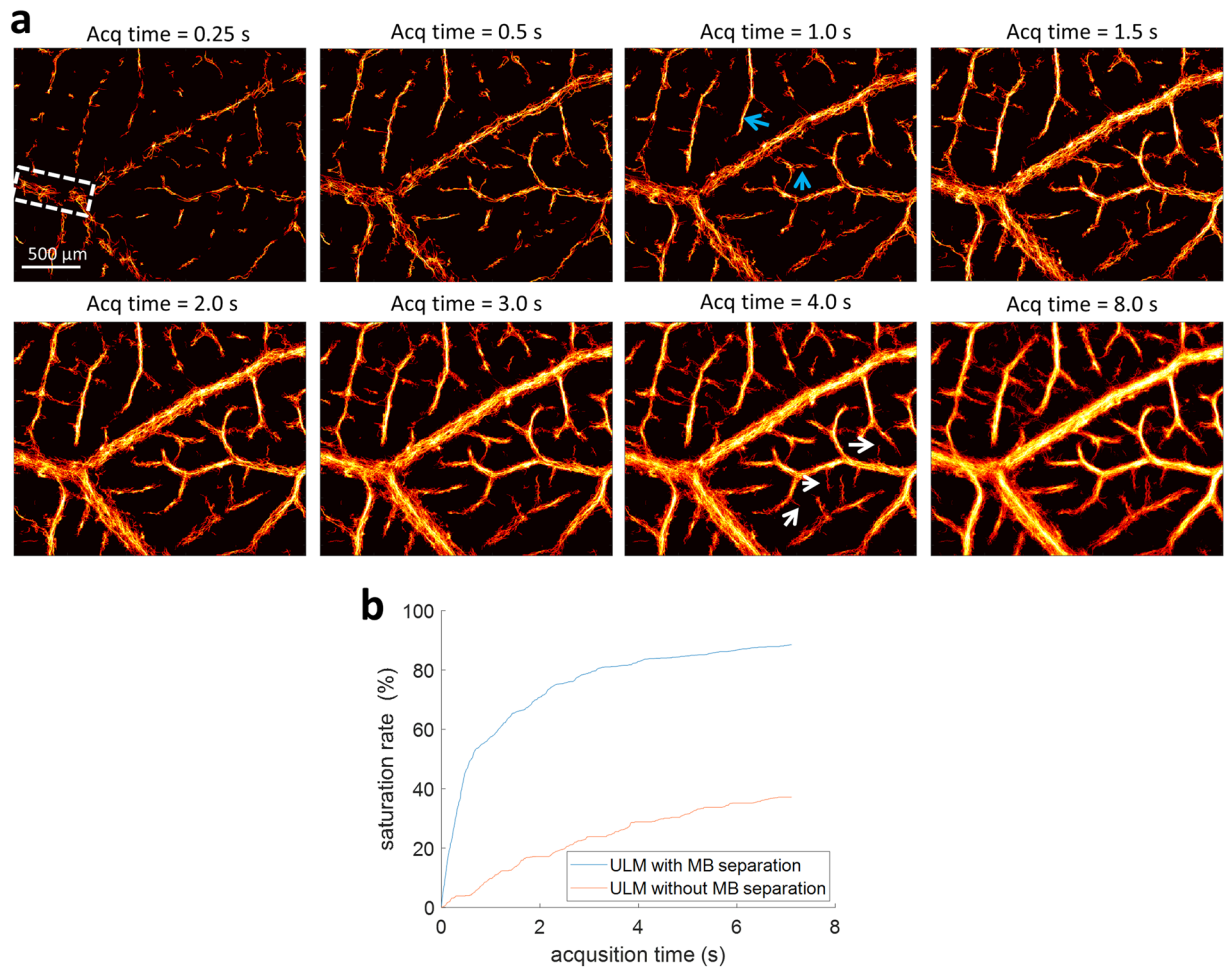 a
Acq time = 0.25 s
Acq time = 0.5 s
Acq time = 1.0 s
Acq time = 1.5 s
500 µm
Acq time = 2.0 s
Acq time = 3.0 s
Acq time = 4.0 s
Acq time = 8.0 s
b
100
80
60
40
20
0
saturation rate (%)
ULM with MB separation
ULM without MB separation
0
2
4
6
8
acqusition time (s)